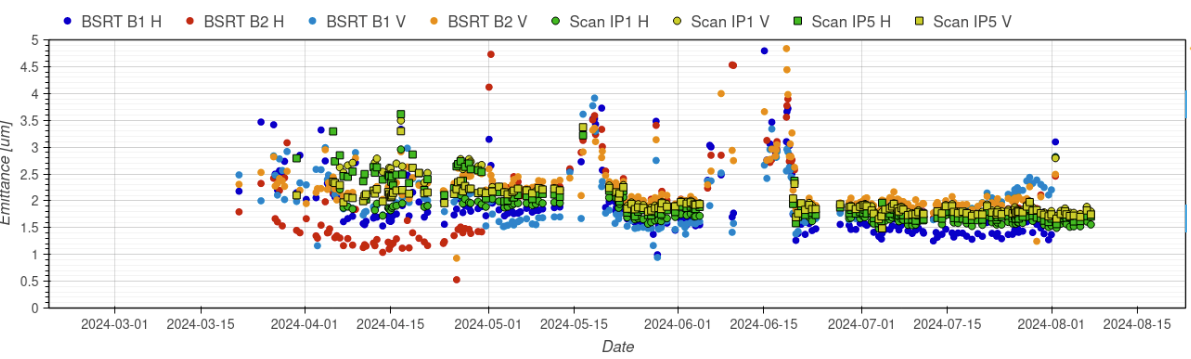 BSRT B1 H BSRT B2 H BSRT B1 V BSRT B2 V Scan IP1 H Scan IP1 V Scan IP5 H Scan IP5 V
5
4.5
4
3.5
3
2.5
2
1.5
1
0.5
0
Emittance [um]
2024-03-01 2024-03-15 2024-04-01 2024-04-15 2024-05-01 2024-05-15 2024-06-01 2024-06-15 2024-07-01 2024-07-15 2024-08-01 2024-08-15
Date